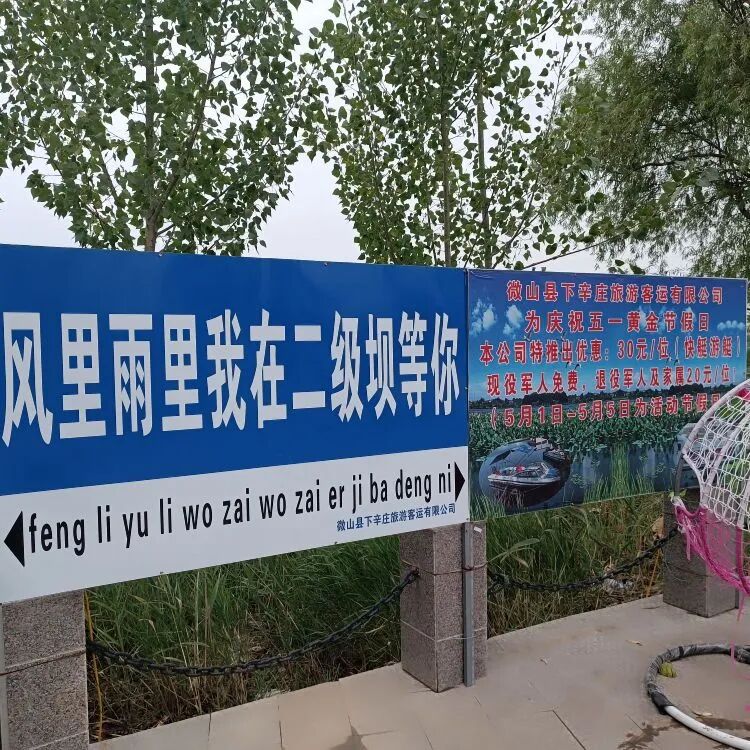 风里雨里我在二级坝等你
feng li yu li wo zai wo zai er ji ba deng ni
微山县下辛庄旅游客运有限公司
微山县下辛庄旅游客运有限公司
为庆祝五一黄金节假日
本公司特推出优惠：30元/位（快艇游艇）
现役军人免费，退役军人及家属20元/位
（5月1日-5月5日为活动节假